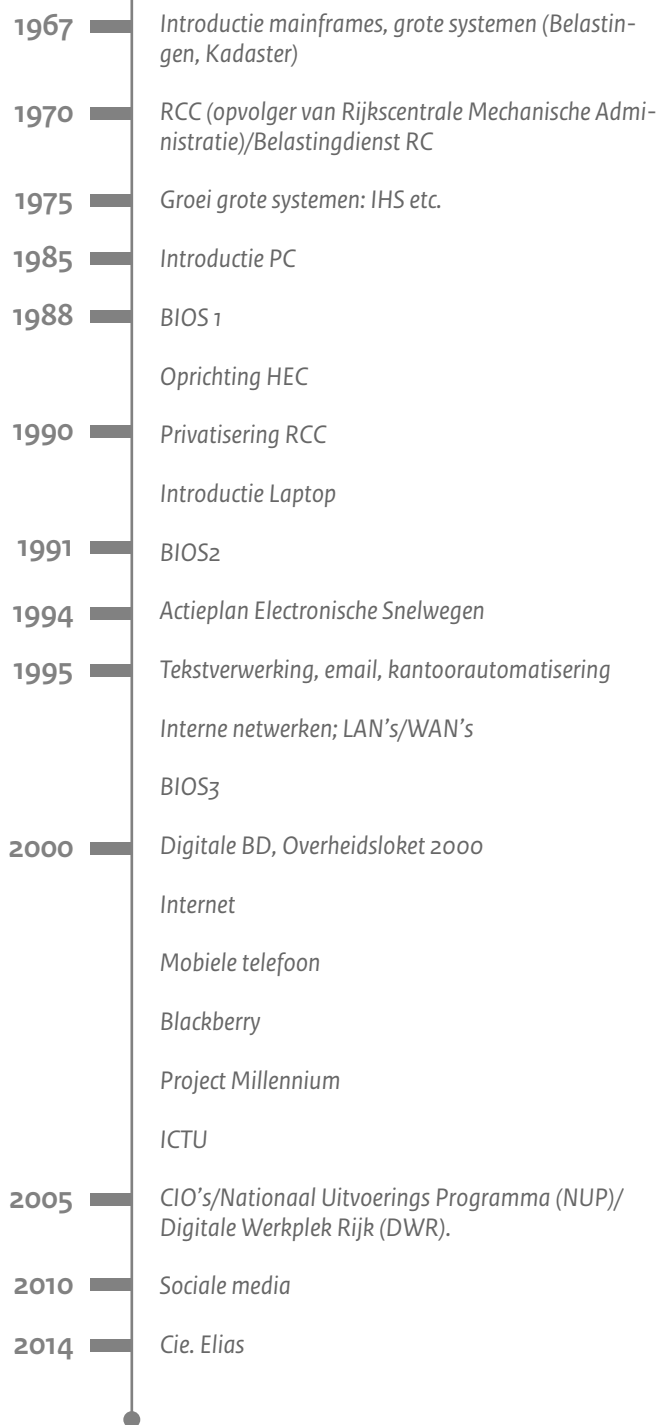 1967 Introductie mainframes, grote systemen (Belastin-
gen, Kadaster)
1970 RCC (opvolger van Rijkscentrale Mechanische Admi-
nistratie)/Belastingdienst RC
1975 Groei grote systemen: IHS etc.
1985 Introductie PC
1988 BIOS 1
Oprichting HEC
1990 Privatisering RCC
Introductie Laptop
1991 BIOS2
1994 Actieplan Electronische Snelwegen
1995 Tekstverwerking, email, kantoorautomatisering
Interne netwerken; LAN's/WAN's
BIOS3
2000 Digitale BD, Overheidsloket 2000
Internet
Mobiele telefoon
Blackberry
Project Millennium
ICTU
2005 CIO's/Nationaal Uitvoerings Programma (NUP)/
Digitale Werkplek Rijk (DWR).
2010 Sociale media
2014 Cie. Elias